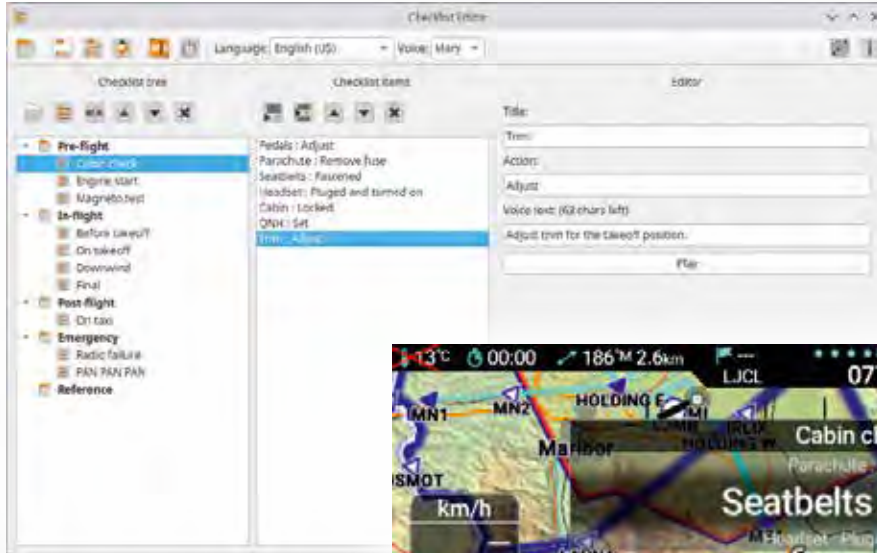 Checklist Editor
Language: English (US)
Voice: Mary
Checklist tree
Checklist items
Editor
Pre-flight
Cabin check
Engine start
Magneto test
In-flight
Before takeoff
On takeoff
Downwind
Final
Post-flight
On taxi
Emergency
Radio failure
PAN PAN PAN
Reference
Pedals : Adjust
Parachute : Remove fuse
Seatbelts : Fastened
Headset : Pluged and turned on
Cabin : Locked
QNH : Set
Trim : Adjust
Title:
Trim
Action:
Adjust
Voice text: (62 chars left)
Adjust trim for the takeoff position.
Play
-13°C 00:00 186°M 2.6km ---
LJCL 07
MN1 MN2 HOLDING E
Maribor
HOLDING W
Cabin c
Parachute
SMOT
km/h
Seatbelts
Headset : Plug